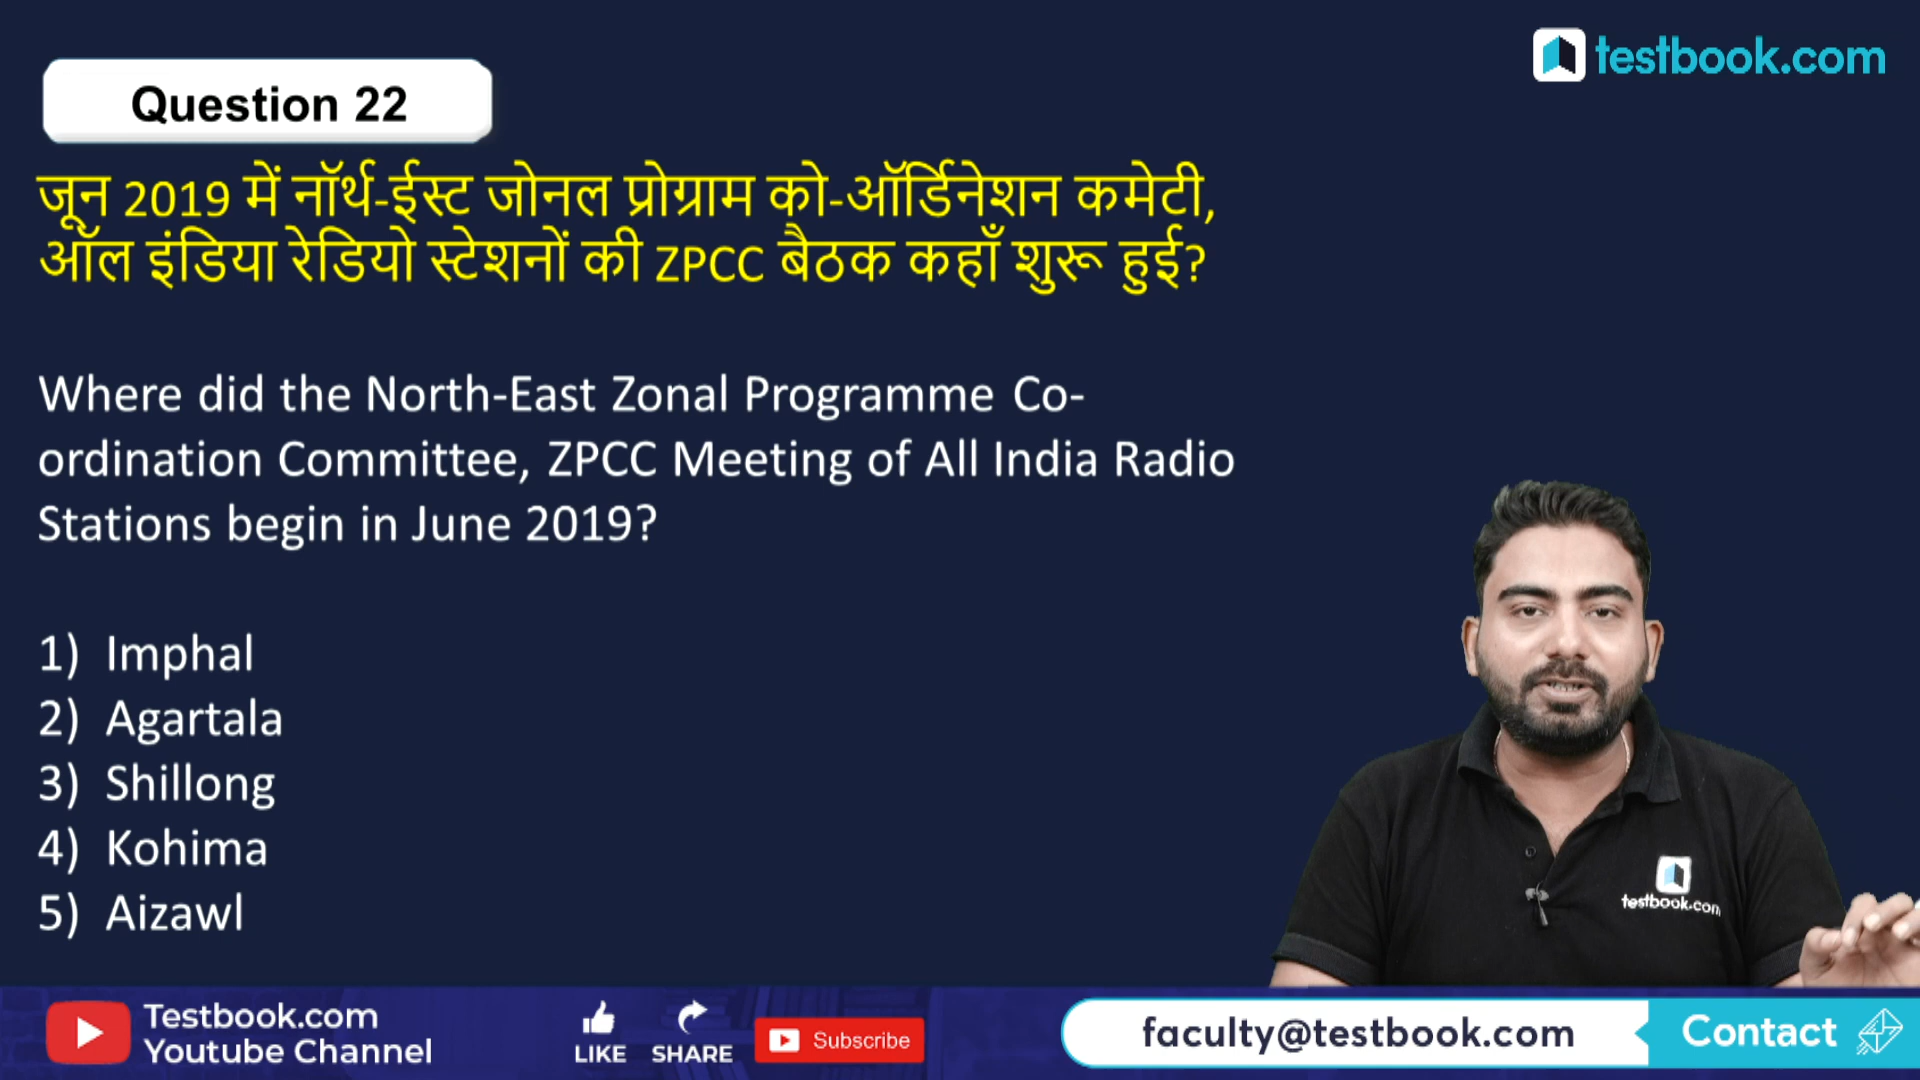 testbook.com
Question 22
जून 2019 में नॉर्थ-ईस्ट जोनल प्रोग्राम को-ऑर्डिनेशन कमेटी,
ऑल इंडिया रेडियो स्टेशनों की ZPCC बैठक कहाँ शुरू हुई?
Where did the North-East Zonal Programme Co-
ordination Committee, ZPCC Meeting of All India Radio
Stations begin in June 2019?
1) Imphal
2) Agartala
3) Shillong
4) Kohima
5) Aizawl
testbook.com
Testbook.com
Youtube Channel
LIKE
SHARE
Subscribe
faculty@testbook.com
Contact